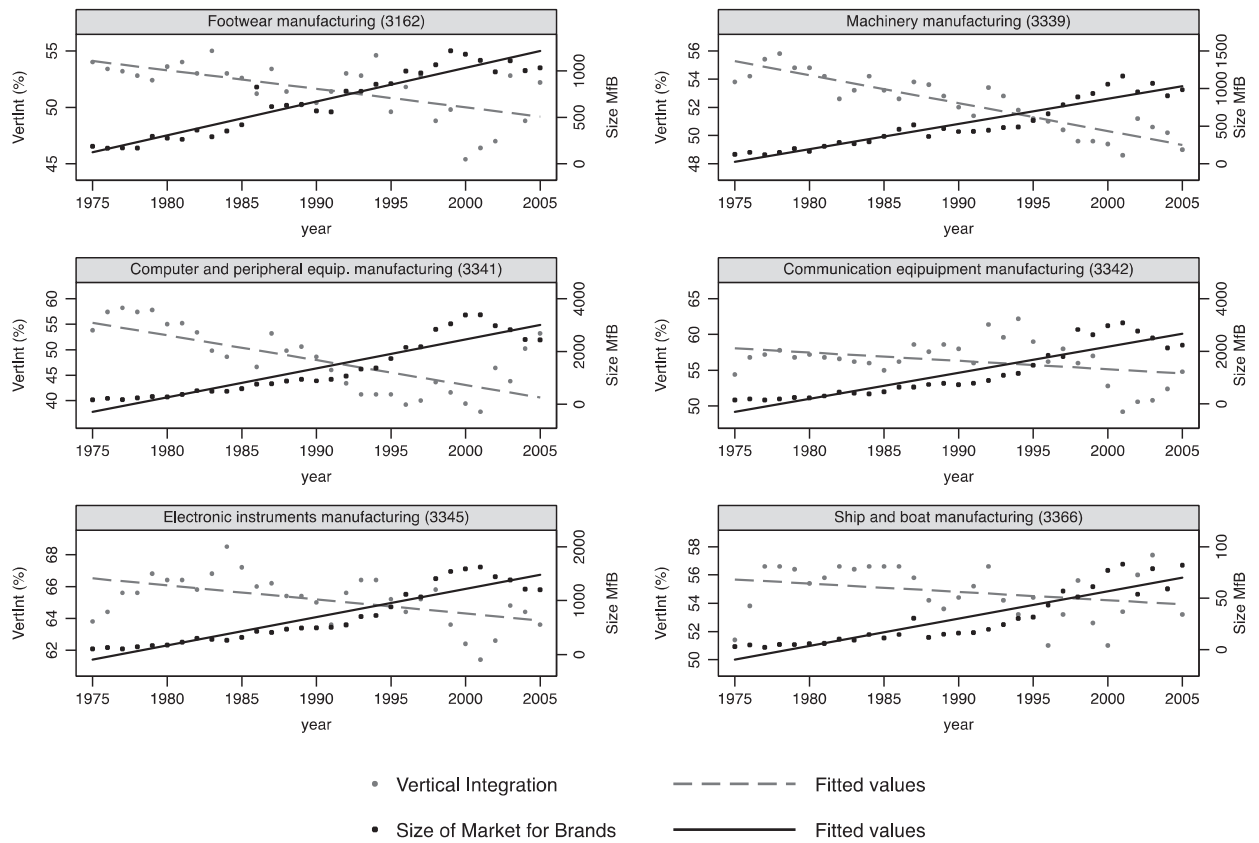 Footwear manufacturing (3162)
VertInt (%)
45 50 55
Size MfB
0 500 1000
1975 1980 1985 1990 1995 2000 2005
year
Machinery manufacturing (3339)
VertInt (%)
48 50 52 54 56
Size MfB
0 500 1000 1500
1975 1980 1985 1990 1995 2000 2005
year
Computer and peripheral equip. manufacturing (3341)
VertInt (%)
40 45 50 55 60
Size MfB
0 2000 4000
1975 1980 1985 1990 1995 2000 2005
year
Communication eqipuipment manufacturing (3342)
VertInt (%)
50 55 60 65
Size MfB
0 2000 4000
1975 1980 1985 1990 1995 2000 2005
year
Electronic instruments manufacturing (3345)
VertInt (%)
62 64 66 68
Size MfB
0 1000 2000
1975 1980 1985 1990 1995 2000 2005
year
Ship and boat manufacturing (3366)
VertInt (%)
50 52 54 56 58
Size MfB
0 50 100
1975 1980 1985 1990 1995 2000 2005
year
Vertical Integration
Fitted values
Size of Market for Brands
Fitted values